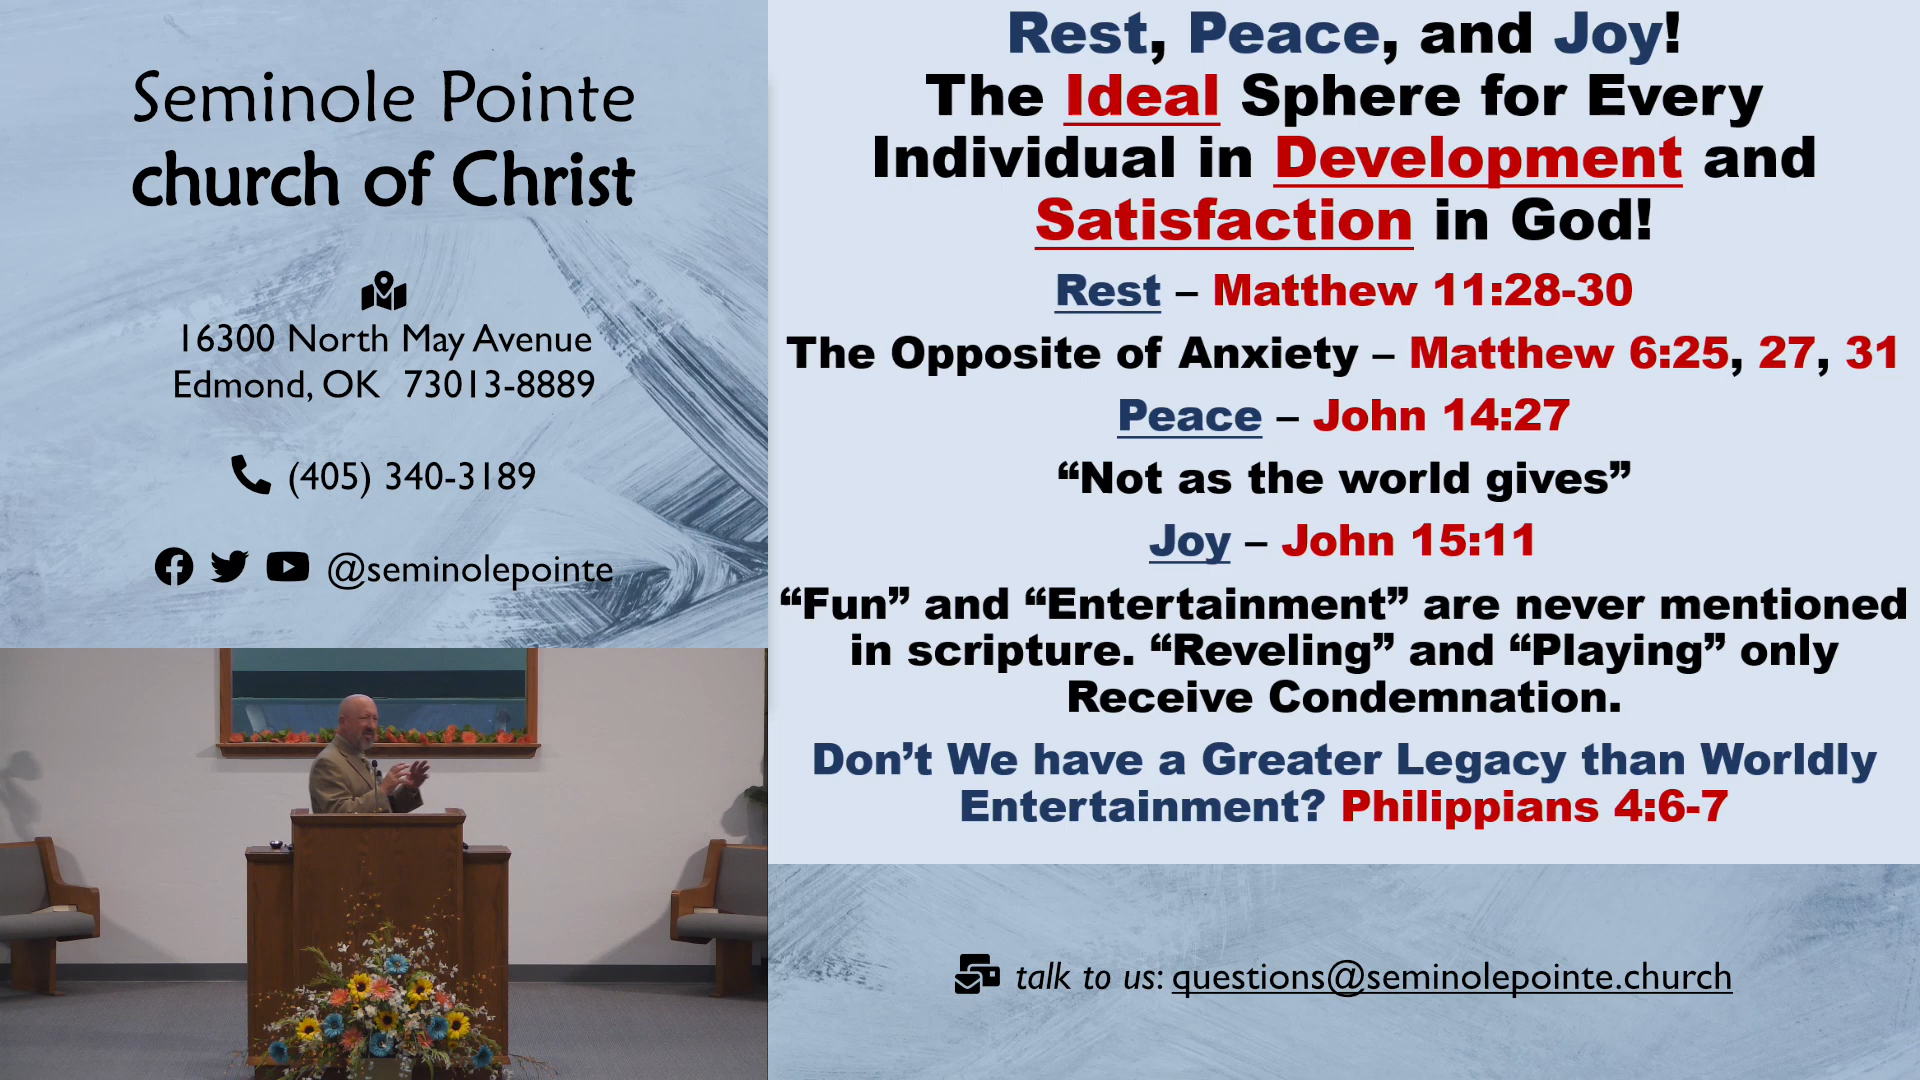 Seminole Pointe
church of Christ
16300 North May Avenue
Edmond, OK 73013-8889
(405) 340-3189
@seminolepointe
Rest, Peace, and Joy!
The Ideal Sphere for Every
Individual in Development and
Satisfaction in God!
Rest – Matthew 11:28-30
The Opposite of Anxiety – Matthew 6:25, 27, 31
Peace – John 14:27
“Not as the world gives”
Joy – John 15:11
“Fun” and “Entertainment” are never mentioned
in scripture. “Reveling” and “Playing” only
Receive Condemnation.
Don’t We have a Greater Legacy than Worldly
Entertainment? Philippians 4:6-7
talk to us: questions@seminolepointe.church